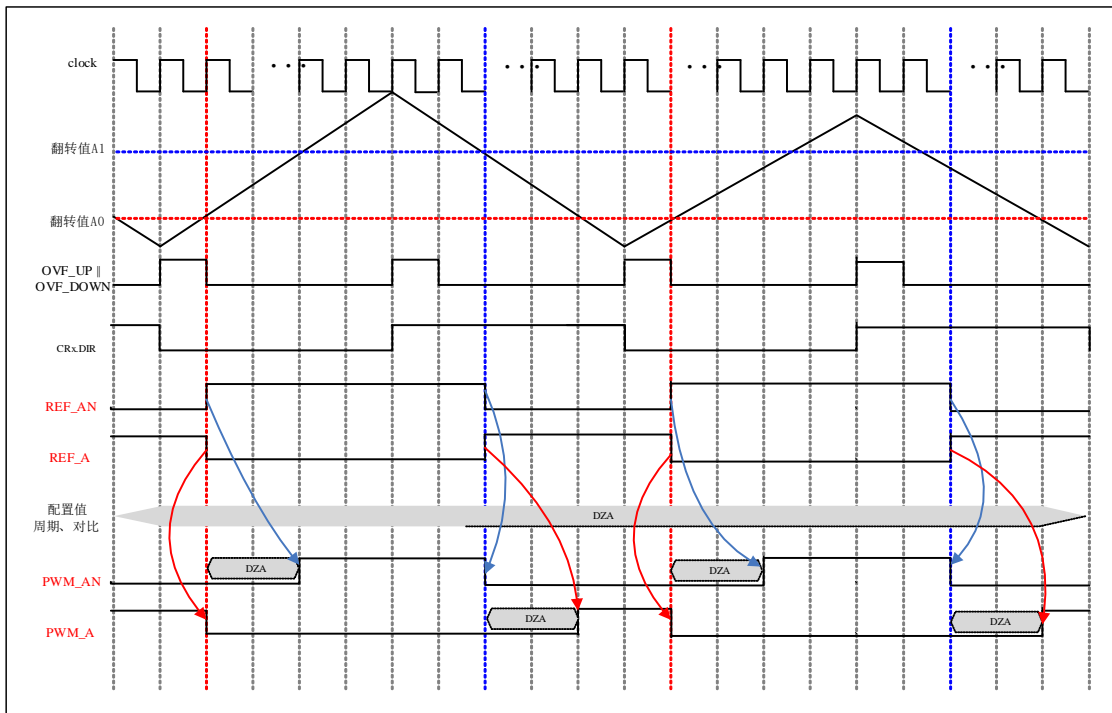 clock
... ... ... ...
翻转值A1
翻转值A0
OVF_UP ||
OVF_DOWN
CRx.DIR
REF_AN
REF_A
配置值
周期、对比
DZA
PWM_AN
DZA
DZA
PWM_A
DZA
DZA